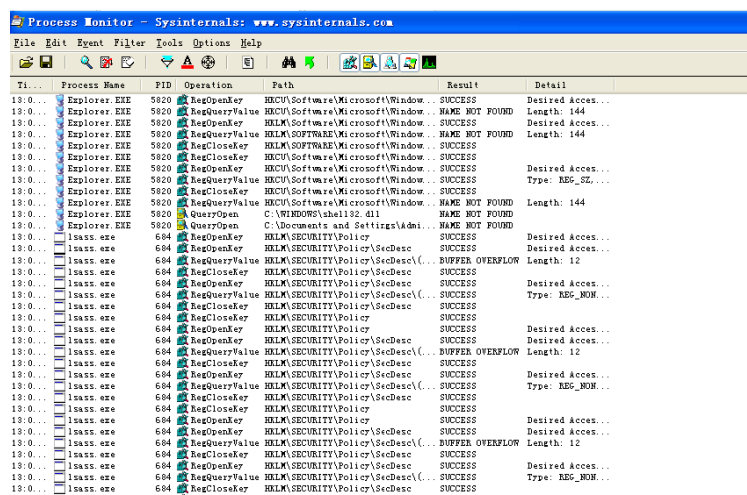 Process Monitor - Sysinternals: www.sysinternals.com
File Edit Event Filter Tools Options Help
Ti... Process Name PID Operation Path Result Detail
13:0... Explorer.EXE 5820 RegOpenKey HKCU\Software\Microsoft\Window... SUCCESS Desired Acces...
13:0... Explorer.EXE 5820 RegQueryValue HKCU\Software\Microsoft\Window... NAME NOT FOUND Length: 144
13:0... Explorer.EXE 5820 RegOpenKey HKLM\SOFTWARE\Microsoft\Window... SUCCESS Desired Acces...
13:0... Explorer.EXE 5820 RegQueryValue HKLM\SOFTWARE\Microsoft\Window... NAME NOT FOUND Length: 144
13:0... Explorer.EXE 5820 RegCloseKey HKLM\SOFTWARE\Microsoft\Window... SUCCESS
13:0... Explorer.EXE 5820 RegCloseKey HKCU\Software\Microsoft\Window... SUCCESS
13:0... Explorer.EXE 5820 RegOpenKey HKCU\Software\Microsoft\Window... SUCCESS Desired Acces...
13:0... Explorer.EXE 5820 RegQueryValue HKCU\Software\Microsoft\Window... SUCCESS Type: REG_SZ,...
13:0... Explorer.EXE 5820 RegCloseKey HKCU\Software\Microsoft\Window... SUCCESS
13:0... Explorer.EXE 5820 RegQueryValue HKCU\Software\Microsoft\Window... NAME NOT FOUND Length: 144
13:0... Explorer.EXE 5820 QueryOpen C:\WINDOWS\shell32.dll NAME NOT FOUND
13:0... Explorer.EXE 5820 QueryOpen C:\Documents and Settings\Admi... NAME NOT FOUND
13:0... lsass.exe 684 RegOpenKey HKLM\SECURITY\Policy SUCCESS Desired Acces...
13:0... lsass.exe 684 RegOpenKey HKLM\SECURITY\Policy\SecDesc SUCCESS Desired Acces...
13:0... lsass.exe 684 RegQueryValue HKLM\SECURITY\Policy\SecDesc\(... BUFFER OVERFLOW Length: 12
13:0... lsass.exe 684 RegCloseKey HKLM\SECURITY\Policy\SecDesc SUCCESS
13:0... lsass.exe 684 RegOpenKey HKLM\SECURITY\Policy\SecDesc SUCCESS Desired Acces...
13:0... lsass.exe 684 RegQueryValue HKLM\SECURITY\Policy\SecDesc\(... SUCCESS Type: REG_NON...
13:0... lsass.exe 684 RegCloseKey HKLM\SECURITY\Policy\SecDesc SUCCESS
13:0... lsass.exe 684 RegCloseKey HKLM\SECURITY\Policy SUCCESS
13:0... lsass.exe 684 RegOpenKey HKLM\SECURITY\Policy SUCCESS Desired Acces...
13:0... lsass.exe 684 RegOpenKey HKLM\SECURITY\Policy\SecDesc SUCCESS Desired Acces...
13:0... lsass.exe 684 RegQueryValue HKLM\SECURITY\Policy\SecDesc\(... BUFFER OVERFLOW Length: 12
13:0... lsass.exe 684 RegCloseKey HKLM\SECURITY\Policy\SecDesc SUCCESS
13:0... lsass.exe 684 RegOpenKey HKLM\SECURITY\Policy\SecDesc SUCCESS Desired Acces...
13:0... lsass.exe 684 RegQueryValue HKLM\SECURITY\Policy\SecDesc\(... SUCCESS Type: REG_NON...
13:0... lsass.exe 684 RegCloseKey HKLM\SECURITY\Policy\SecDesc SUCCESS
13:0... lsass.exe 684 RegCloseKey HKLM\SECURITY\Policy SUCCESS
13:0... lsass.exe 684 RegOpenKey HKLM\SECURITY\Policy SUCCESS Desired Acces...
13:0... lsass.exe 684 RegOpenKey HKLM\SECURITY\Policy\SecDesc SUCCESS Desired Acces...
13:0... lsass.exe 684 RegQueryValue HKLM\SECURITY\Policy\SecDesc\(... BUFFER OVERFLOW Length: 12
13:0... lsass.exe 684 RegCloseKey HKLM\SECURITY\Policy\SecDesc SUCCESS
13:0... lsass.exe 684 RegOpenKey HKLM\SECURITY\Policy\SecDesc SUCCESS Desired Acces...
13:0... lsass.exe 684 RegQueryValue HKLM\SECURITY\Policy\SecDesc\(... SUCCESS Type: REG_NON...
13:0... lsass.exe 684 RegCloseKey HKLM\SECURITY\Policy\SecDesc SUCCESS